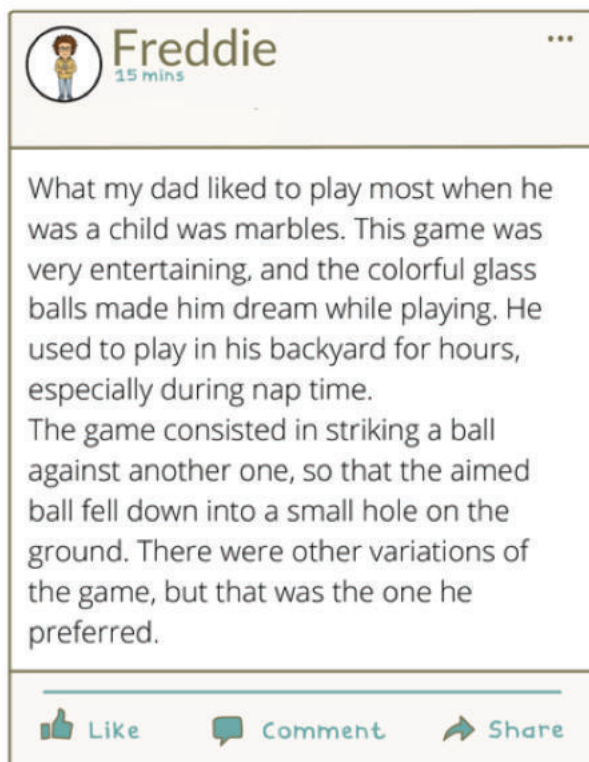 Freddie
15 mins
What my dad liked to play most when he
was a child was marbles. This game was
very entertaining, and the colorful glass
balls made him dream while playing. He
used to play in his backyard for hours,
especially during nap time.
The game consisted in striking a ball
against another one, so that the aimed
ball fell down into a small hole on the
ground. There were other variations of
the game, but that was the one he
preferred.
Like Comment Share